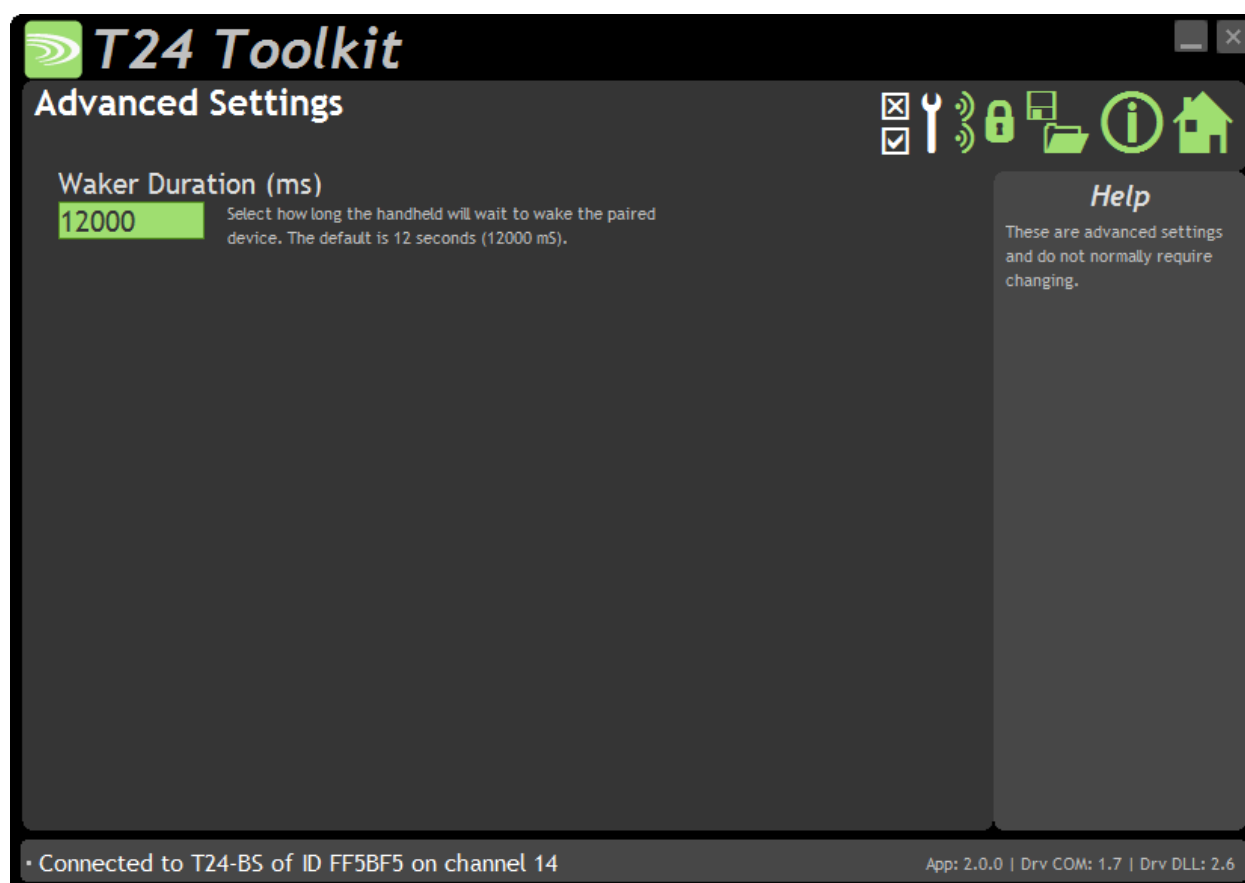 T24 Toolkit
Advanced Settings
Waker Duration (ms)
12000
Select how long the handheld will wait to wake the paired
device. The default is 12 seconds (12000 mS).
Help
These are advanced settings
and do not normally require
changing.
Connected to T24-BS of ID FF5BF5 on channel 14
App: 2.0.0 | Drv COM: 1.7 | Drv DLL: 2.6